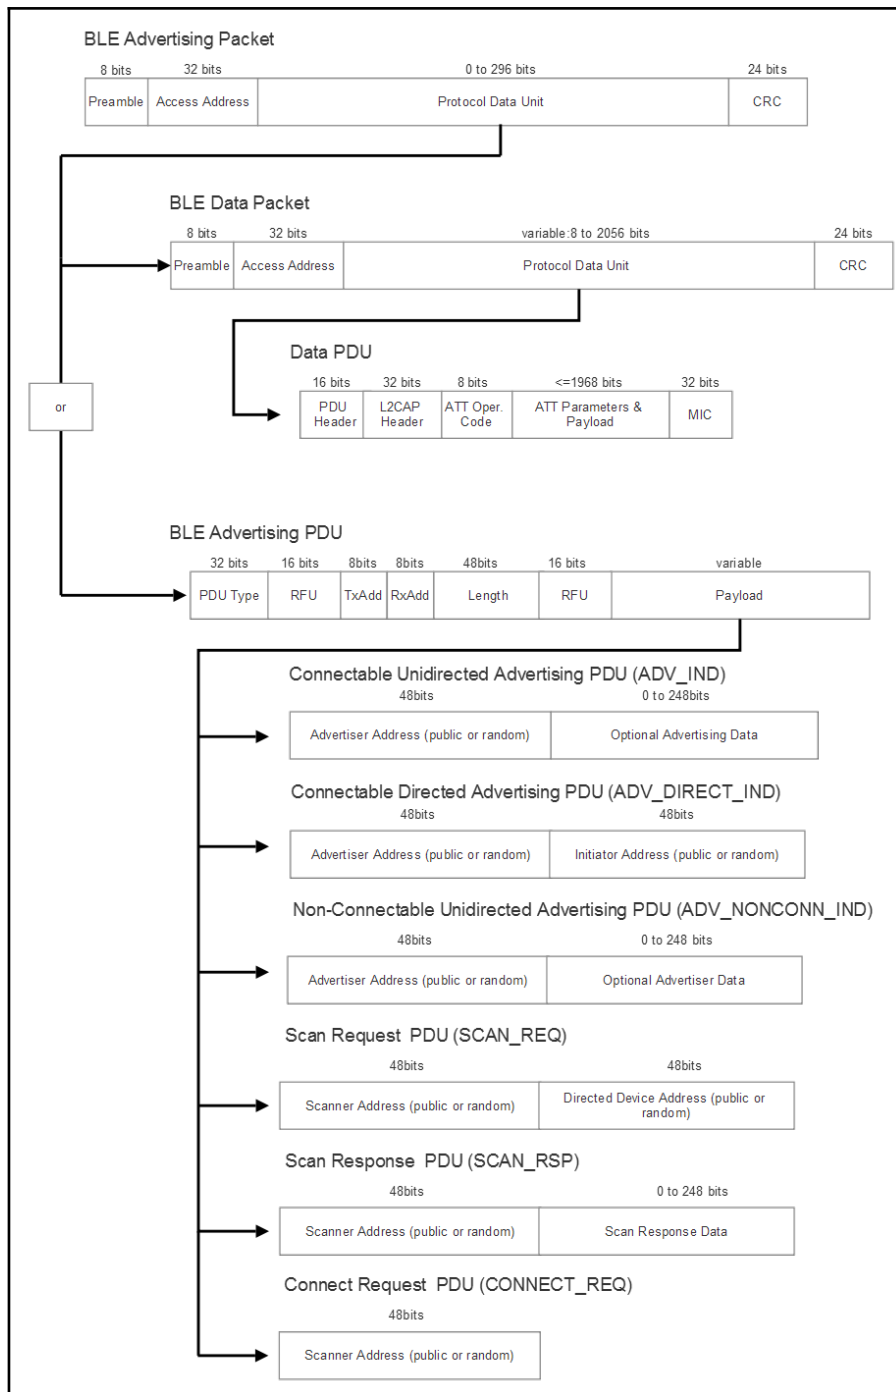 BLE Advertising Packet
8 bits 32 bits 0 to 296 bits 24 bits
Preamble Access Address Protocol Data Unit CRC
BLE Data Packet
8 bits 32 bits variable:8 to 2056 bits 24 bits
Preamble Access Address Protocol Data Unit CRC
Data PDU
16 bits 32 bits 8 bits <=1968 bits 32 bits
PDU Header L2CAP Header ATT Oper. Code ATT Parameters & Payload MIC
or
BLE Advertising PDU
32 bits 16 bits 8bits 8bits 48bits 16 bits variable
PDU Type RFU TxAdd RxAdd Length RFU Payload
Connectable Unidirected Advertising PDU (ADV_IND)
48bits 0 to 248bits
Advertiser Address (public or random) Optional Advertising Data
Connectable Directed Advertising PDU (ADV_DIRECT_IND)
48bits 48bits
Advertiser Address (public or random) Initiator Address (public or random)
Non-Connectable Unidirected Advertising PDU (ADV_NONCONN_IND)
48bits 0 to 248 bits
Advertiser Address (public or random) Optional Advertiser Data
Scan Request PDU (SCAN_REQ)
48bits 48bits
Scanner Address (public or random) Directed Device Address (public or random)
Scan Response PDU (SCAN_RSP)
48bits 0 to 248 bits
Scanner Address (public or random) Scan Response Data
Connect Request PDU (CONNECT_REQ)
48bits
Scanner Address (public or random)